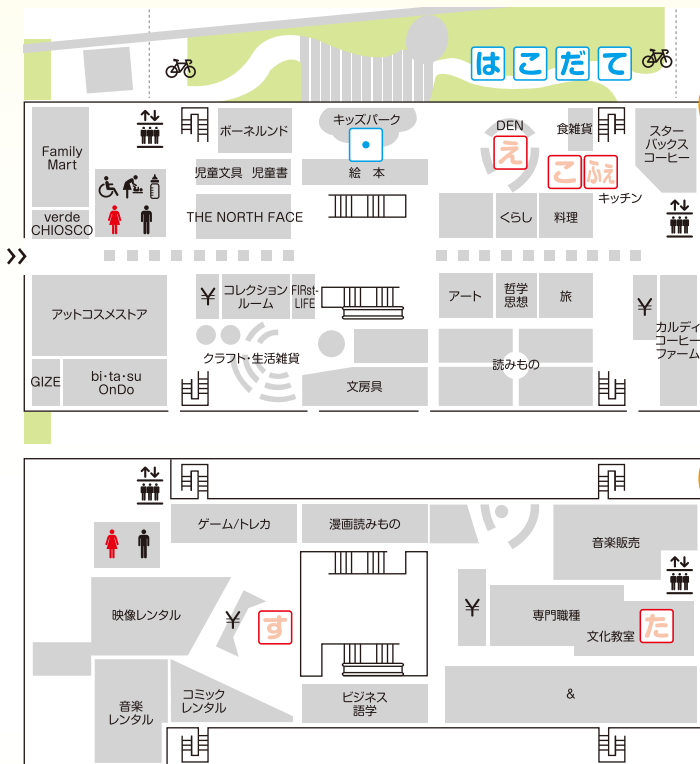 はこだて
キッズパーク
・
DEN
え
食雑貨
こ
ふぇ
キッチン
スター
バックス
コーヒー
Family
Mart
verde
CHIOSCO
ボーネルンド
児童文具 児童書
絵 本
THE NORTH FACE
くらし
料理
アットコスメストア
¥
コレクション
ルーム
FIRst-
LIFE
アート
哲学
思想
旅
¥
カルディ
コーヒー
ファーム
クラフト・生活雑貨
読みもの
GIZE
bi・ta・su
OnDo
文房具
ゲーム/トレカ
漫画読みもの
音楽販売
映像レンタル
¥
す
¥
専門職種
文化教室
た
音楽
レンタル
コミック
レンタル
ビジネス
語学
&